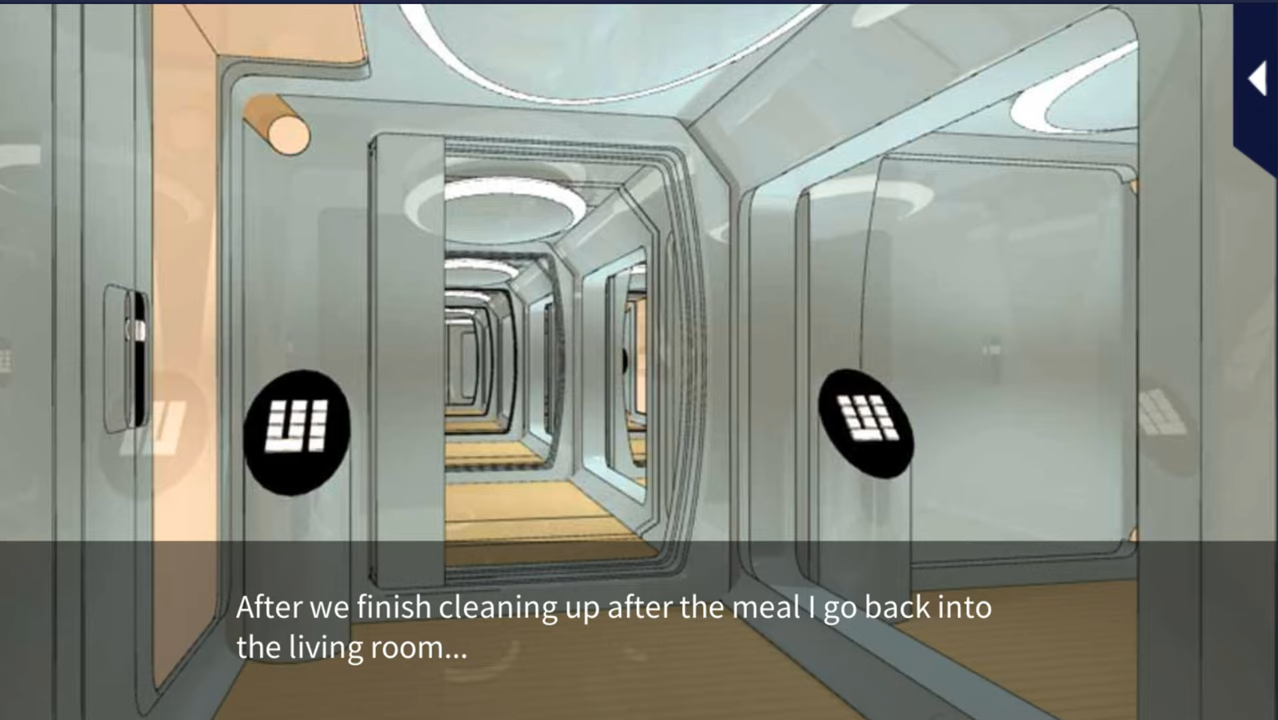 After we finish cleaning up after the meal I go back into
the living room...